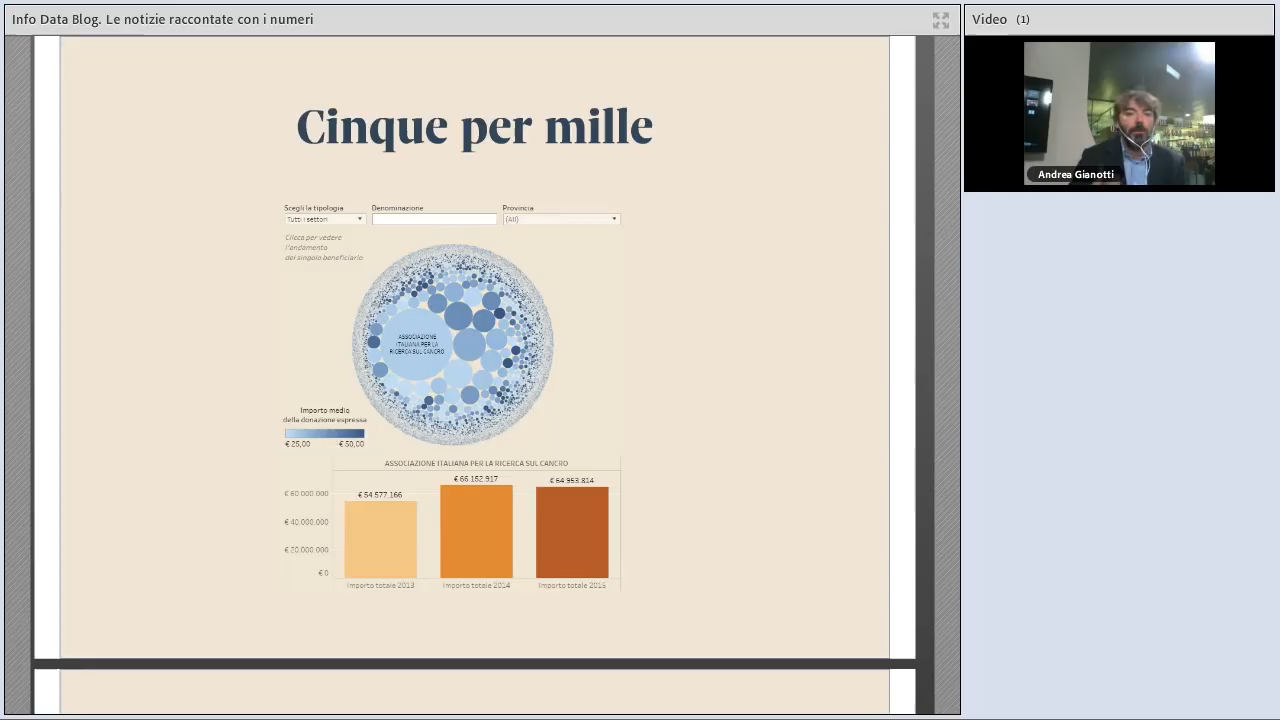 Info Data Blog. Le notizie raccontate con i numeri
Video (1)
Andrea Gianotti
Cinque per mille
Scegli la tipologia
Denominazione
Provincia
Tutti i settori
(All)
Clicca per vedere
l'andamento
del singolo beneficiario
ASSOCIAZIONE
ITALIANA PER LA
RICERCA SUL CANCRO
Importo medio
della donazione espressa
€ 25,00
€ 50,00
ASSOCIAZIONE ITALIANA PER LA RICERCA SUL CANCRO
€ 60.000.000
€ 40.000.000
€ 20.000.000
€ 0
€ 54.577.166
€ 66.152.917
€ 64.953.814
Importo totale 2013
Importo totale 2014
Importo totale 2015